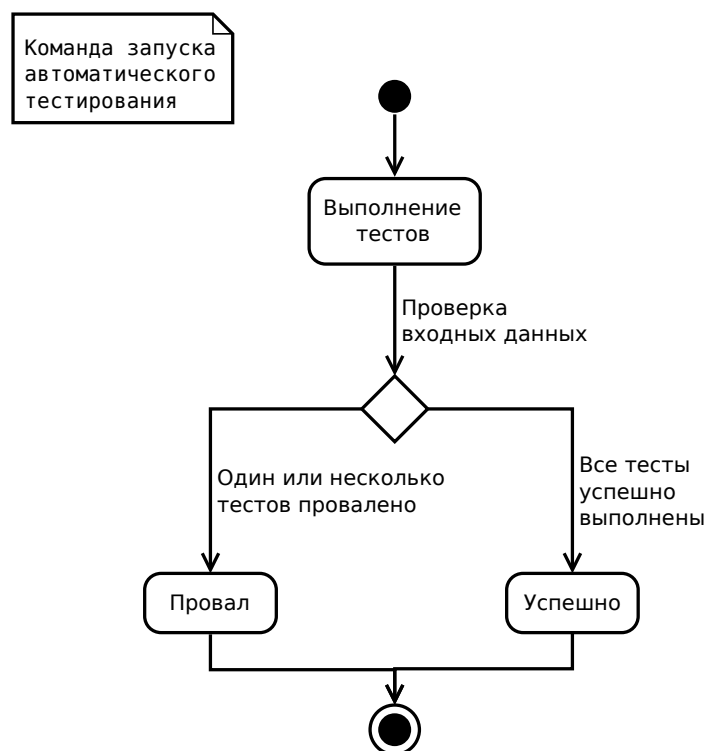 Команда запуска
автоматического
тестирования
Выполнение
тестов
Проверка
входных данных
Один или несколько
тестов провалено
Все тесты
успешно
выполнены
Провал
Успешно